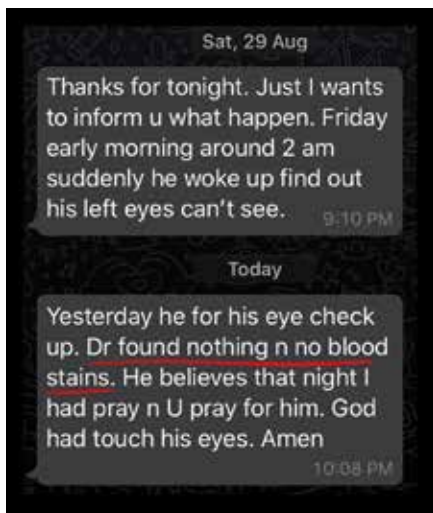 Sat, 29 Aug
Thanks for tonight. Just I wants
to inform u what happen. Friday
early morning around 2 am
suddenly he woke up find out
his left eyes can't see.
9:10 PM
Today
Yesterday he for his eye check
up. Dr found nothing n no blood
stains. He believes that night I
had pray n U pray for him. God
had touch his eyes. Amen
10:08 PM